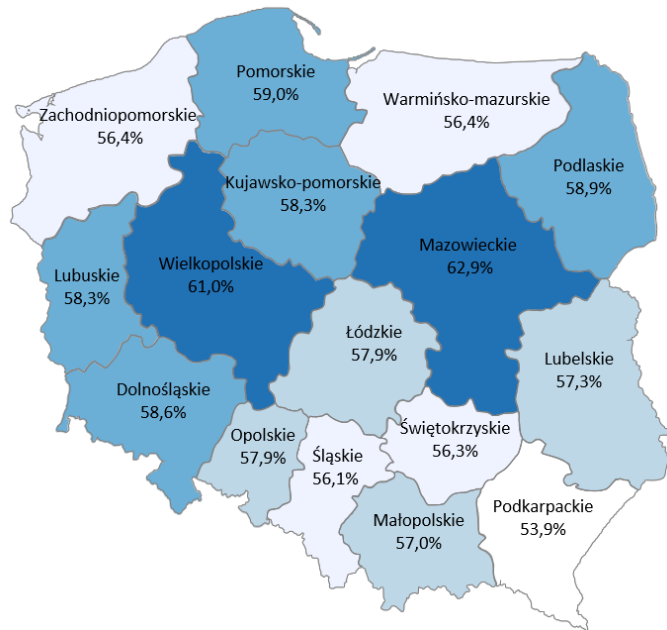 Pomorskie
59,0%
Warmińsko-mazurskie
56,4%
Zachodniopomorskie
56,4%
Podlaskie
58,9%
Kujawsko-pomorskie
58,3%
Mazowieckie
62,9%
Wielkopolskie
61,0%
Lubuskie
58,3%
Łódzkie
57,9%
Lubelskie
57,3%
Dolnośląskie
58,6%
Opolskie
57,9%
Śląskie
56,1%
Świętokrzyskie
56,3%
Małopolskie
57,0%
Podkarpackie
53,9%